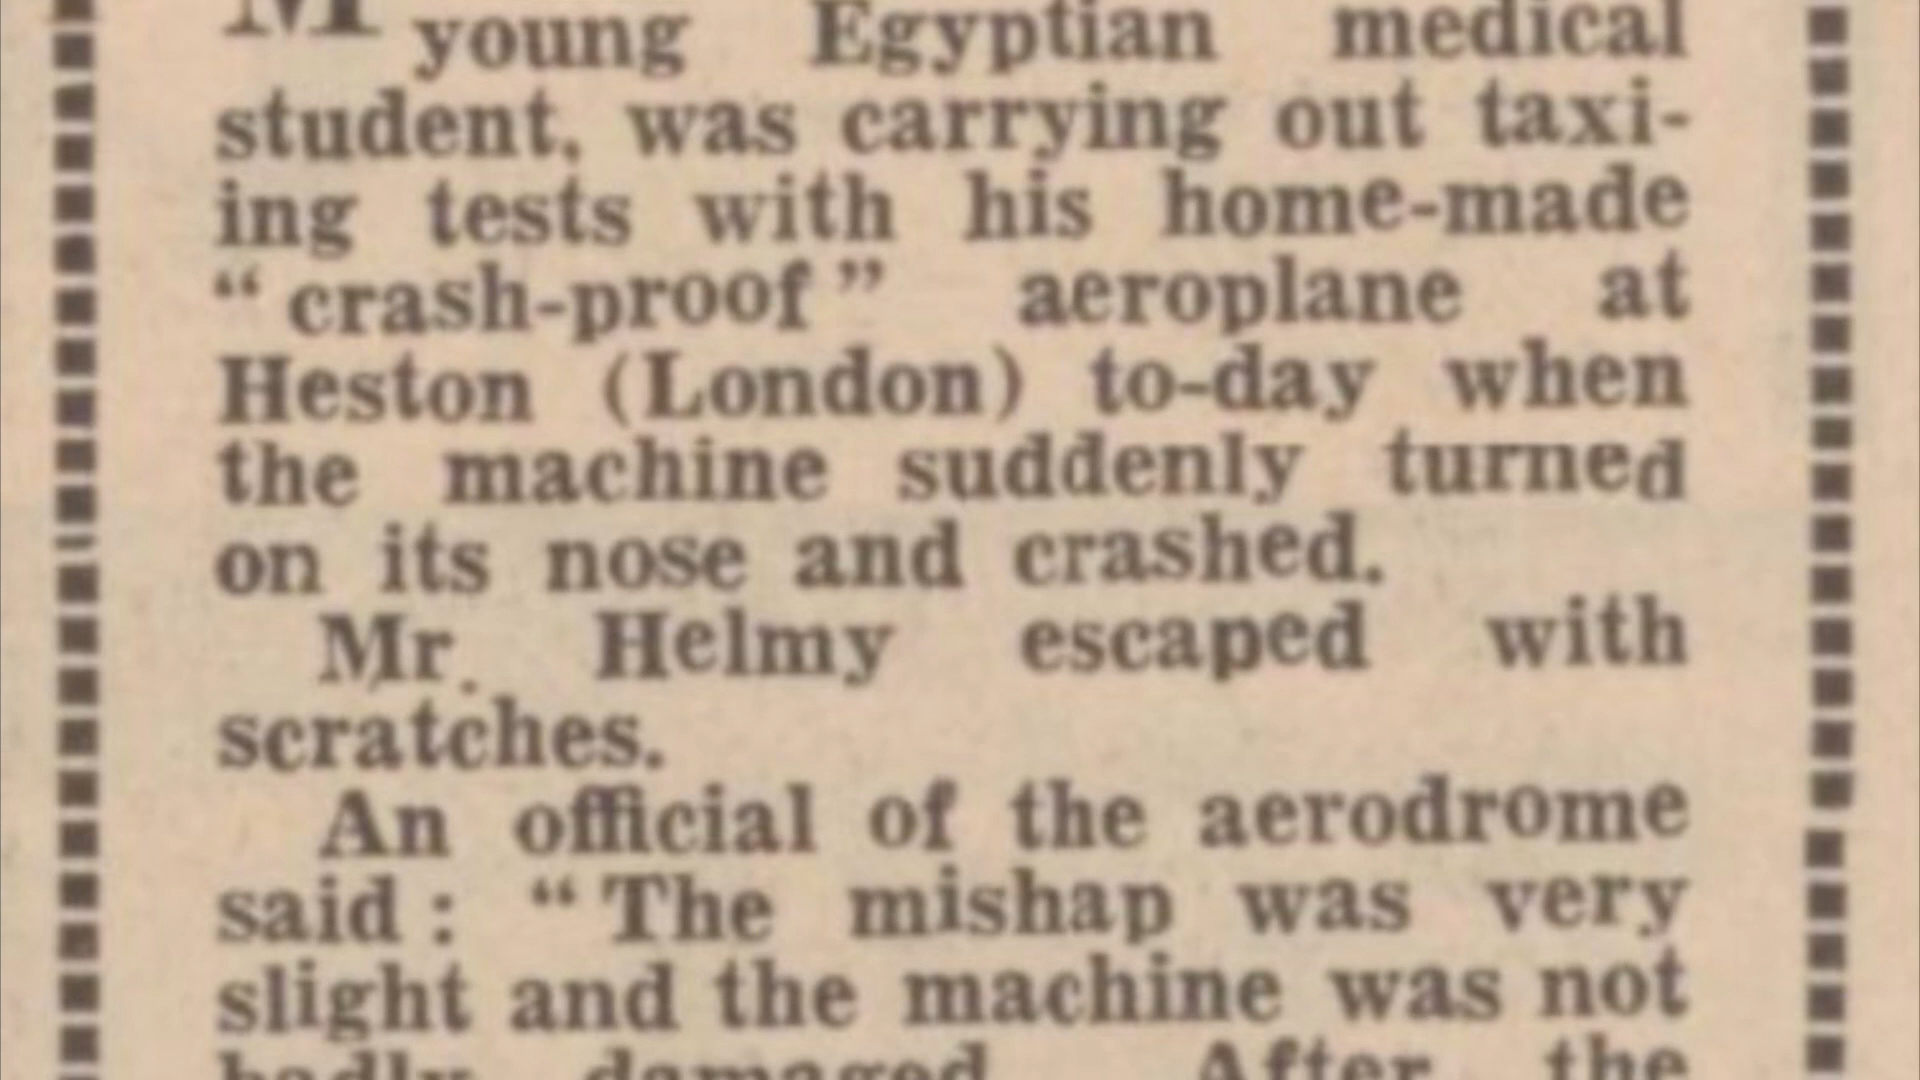 M young Egyptian medical
student, was carrying out taxi-
ing tests with his home-made
“crash-proof” aeroplane at
Heston (London) to-day when
the machine suddenly turned
on its nose and crashed.
Mr. Helmy escaped with
scratches.
An official of the aerodrome
said : “The mishap was very
slight and the machine was not
badly damaged. After the